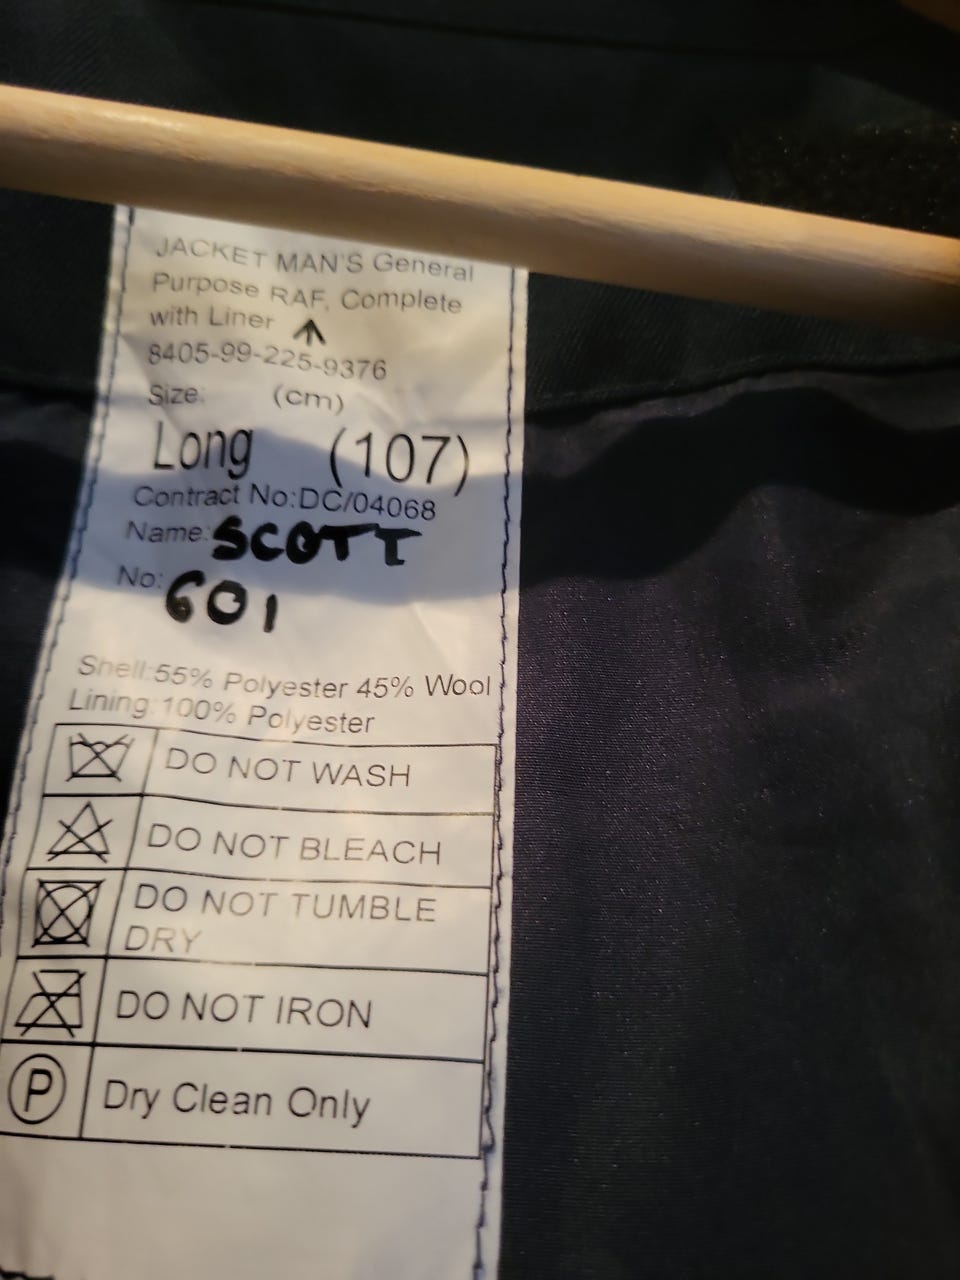 JACKET MAN'S General
Purpose RAF, Complete
with Liner
8405-99-225-9376
Size: (cm)
Long (107)
Contract No:DC/04068
Name: SCOTT
No: 601
Shell:55% Polyester 45% Wool
Lining:100% Polyester
DO NOT WASH
DO NOT BLEACH
DO NOT TUMBLE
DRY
DO NOT IRON
P Dry Clean Only